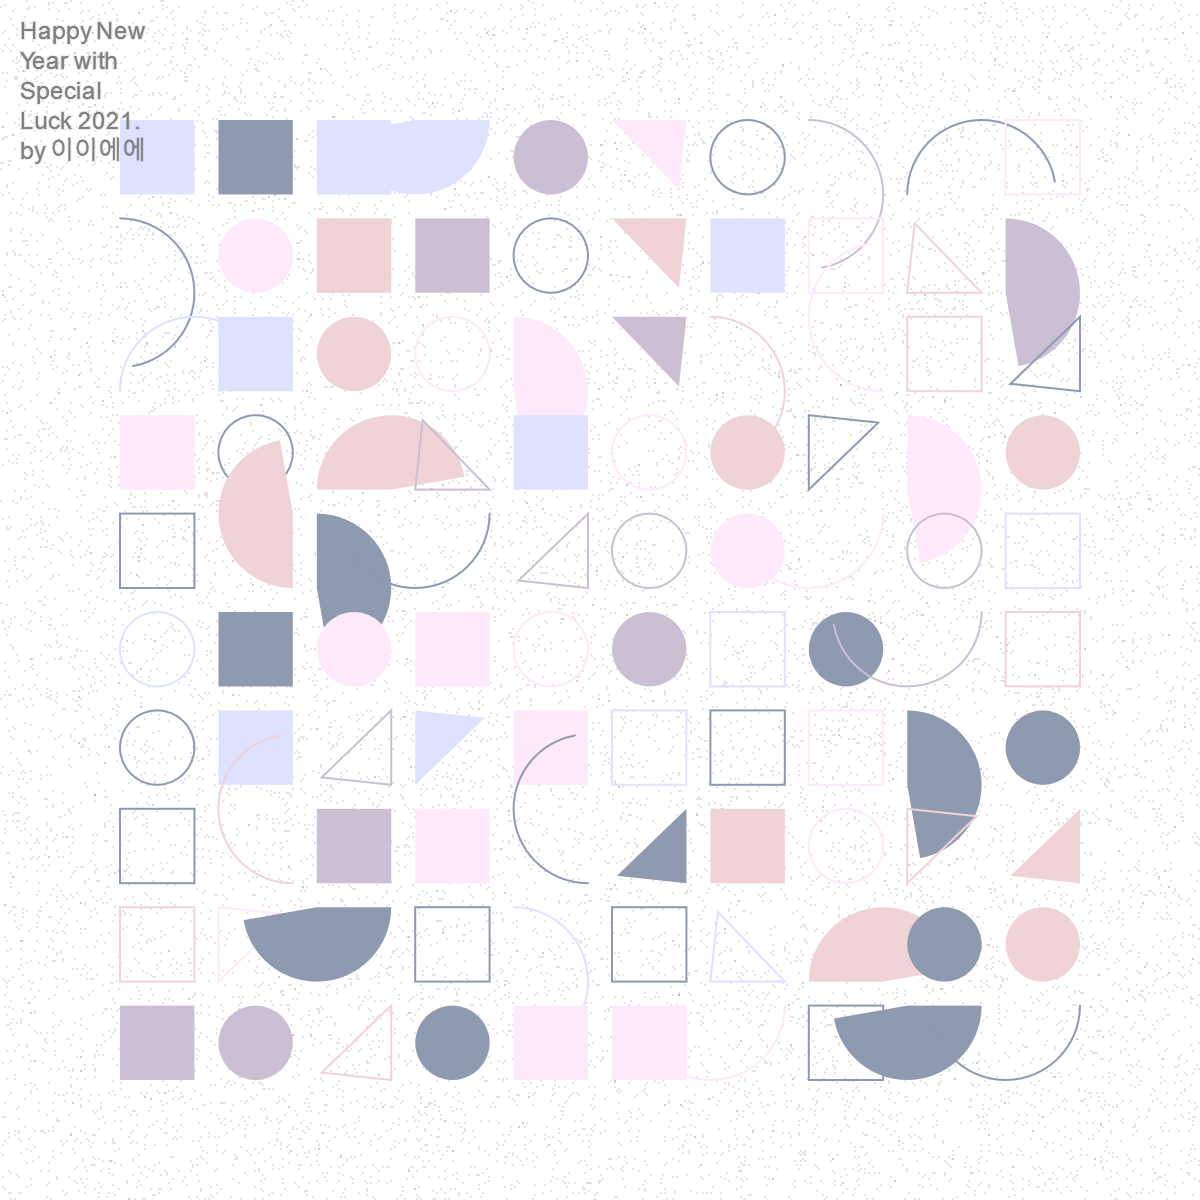 Happy New
Year with
Special
Luck 2021.
by 이이에에